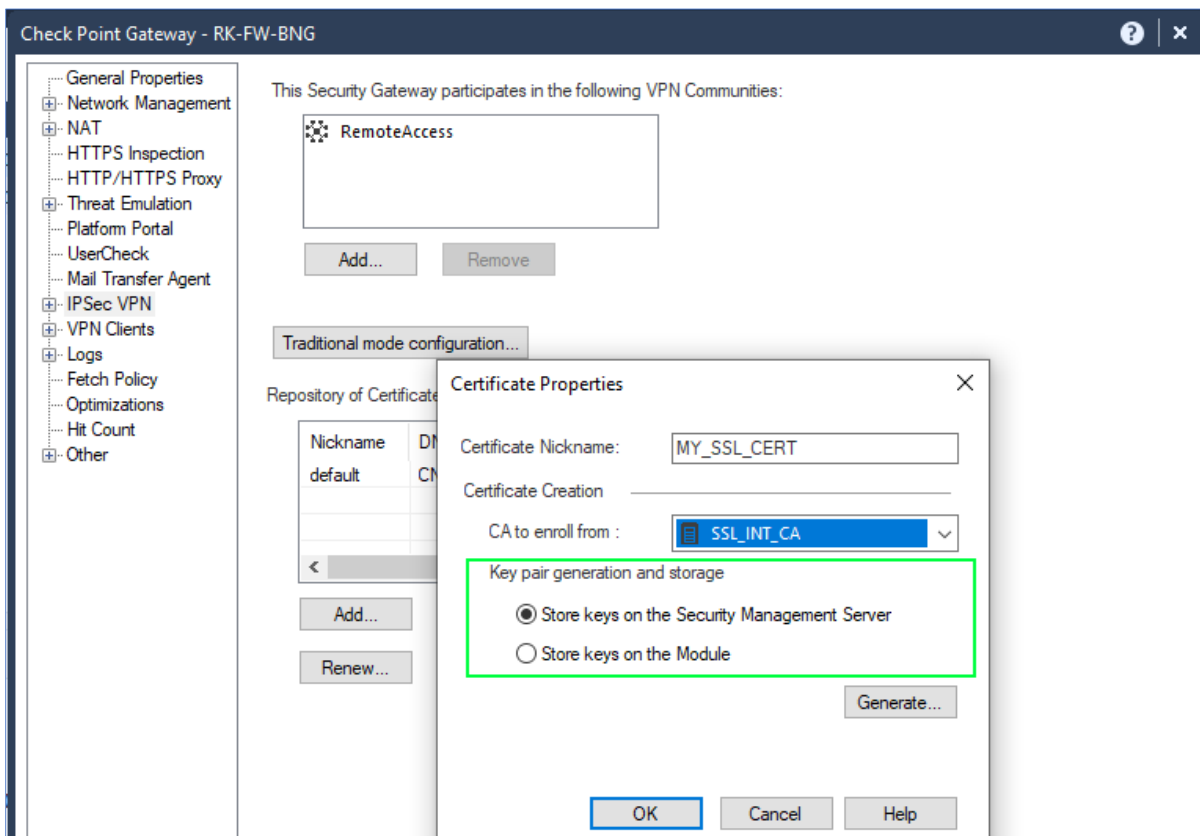 Check Point Gateway - RK-FW-BNG
General Properties
Network Management
NAT
HTTPS Inspection
HTTP/HTTPS Proxy
Threat Emulation
Platform Portal
UserCheck
Mail Transfer Agent
IPSec VPN
VPN Clients
Logs
Fetch Policy
Optimizations
Hit Count
Other
This Security Gateway participates in the following VPN Communities:
RemoteAccess
Add...
Remove
Traditional mode configuration...
Repository of Certificate
Nickname
default CN
Add...
Renew...
Certificate Properties
Certificate Nickname: MY_SSL_CERT
Certificate Creation
CA to enroll from : SSL_INT_CA
Key pair generation and storage
Store keys on the Security Management Server
Store keys on the Module
Generate...
OK Cancel Help